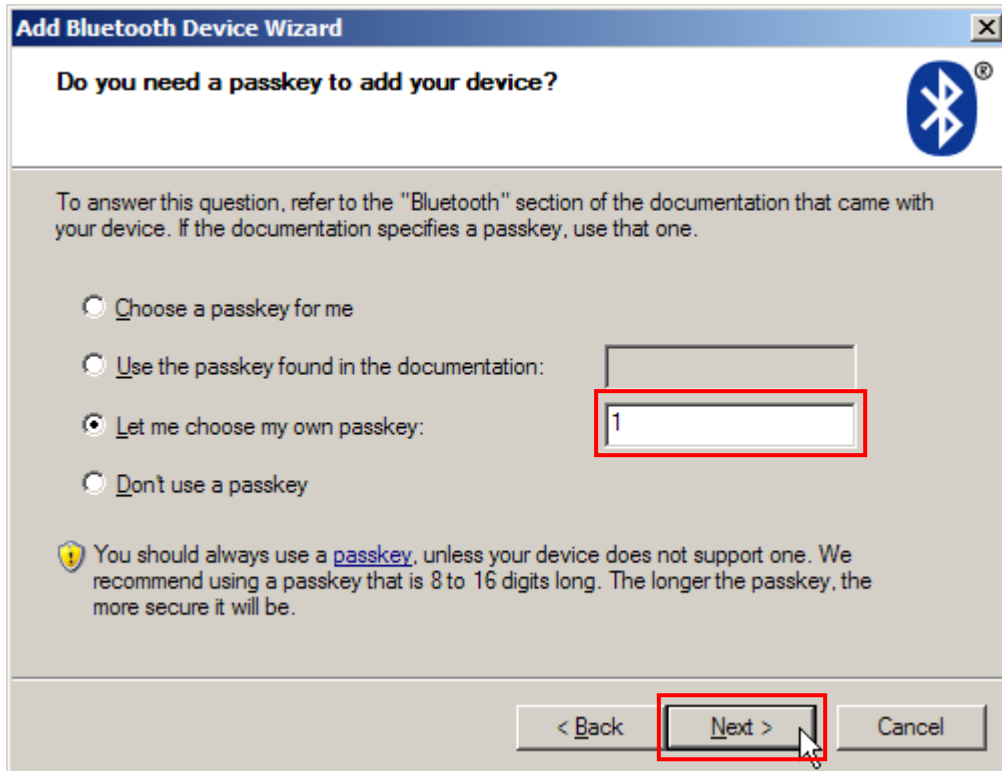 Add Bluetooth Device Wizard
Do you need a passkey to add your device?
®
To answer this question, refer to the "Bluetooth" section of the documentation that came with
your device. If the documentation specifies a passkey, use that one.
Choose a passkey for me
Use the passkey found in the documentation:
Let me choose my own passkey: 1
Don't use a passkey
You should always use a passkey, unless your device does not support one. We
recommend using a passkey that is 8 to 16 digits long. The longer the passkey, the
more secure it will be.
< Back Next > Cancel